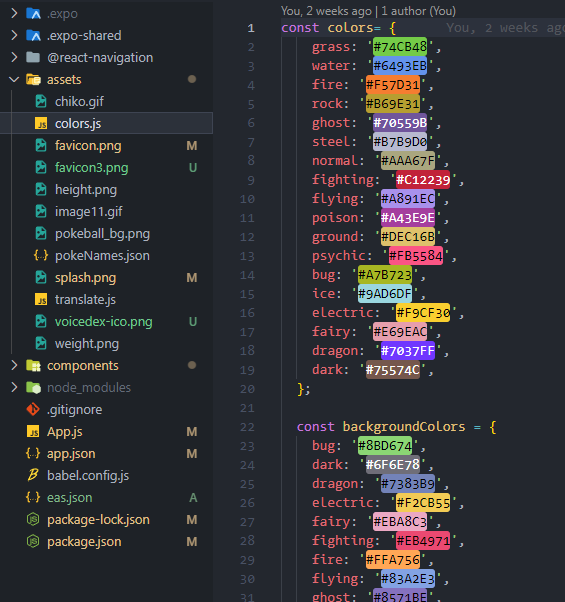 .expo
.expo-shared
@react-navigation
assets
chiko.gif
colors.js
favicon.png M
favicon3.png U
height.png
image11.gif
pokeball_bg.png
pokeNames.json
splash.png M
translate.js
voicedex-ico.png U
weight.png
components
node_modules
.gitignore
App.js M
app.json M
babel.config.js
eas.json A
package-lock.json M
package.json M
You, 2 weeks ago | 1 author (You)
1 const colors= { You, 2 weeks ago
2 grass: '#74CB48',
3 water: '#6493EB',
4 fire: '#F57D31',
5 rock: '#B69E31',
6 ghost: '#70559B',
7 steel: '#B7B9D0',
8 normal: '#AAA67F',
9 fighting: '#C12239',
10 flying: '#A891EC',
11 poison: '#A43E9E',
12 ground: '#DEC16B',
13 psychic: '#FB5584',
14 bug: '#A7B723',
15 ice: '#9AD6DF',
16 electric: '#F9CF30',
17 fairy: '#E69EAC',
18 dragon: '#7037FF',
19 dark: '#75574C',
20 };
21
22 const backgroundColors = {
23 bug: '#8BD674',
24 dark: '#6F6E78',
25 dragon: '#7383B9',
26 electric: '#F2CB55',
27 fairy: '#EBA8C3',
28 fighting: '#EB4971',
29 fire: '#FFA756',
30 flying: '#83A2E3',
31 ghost: '#8571BE',